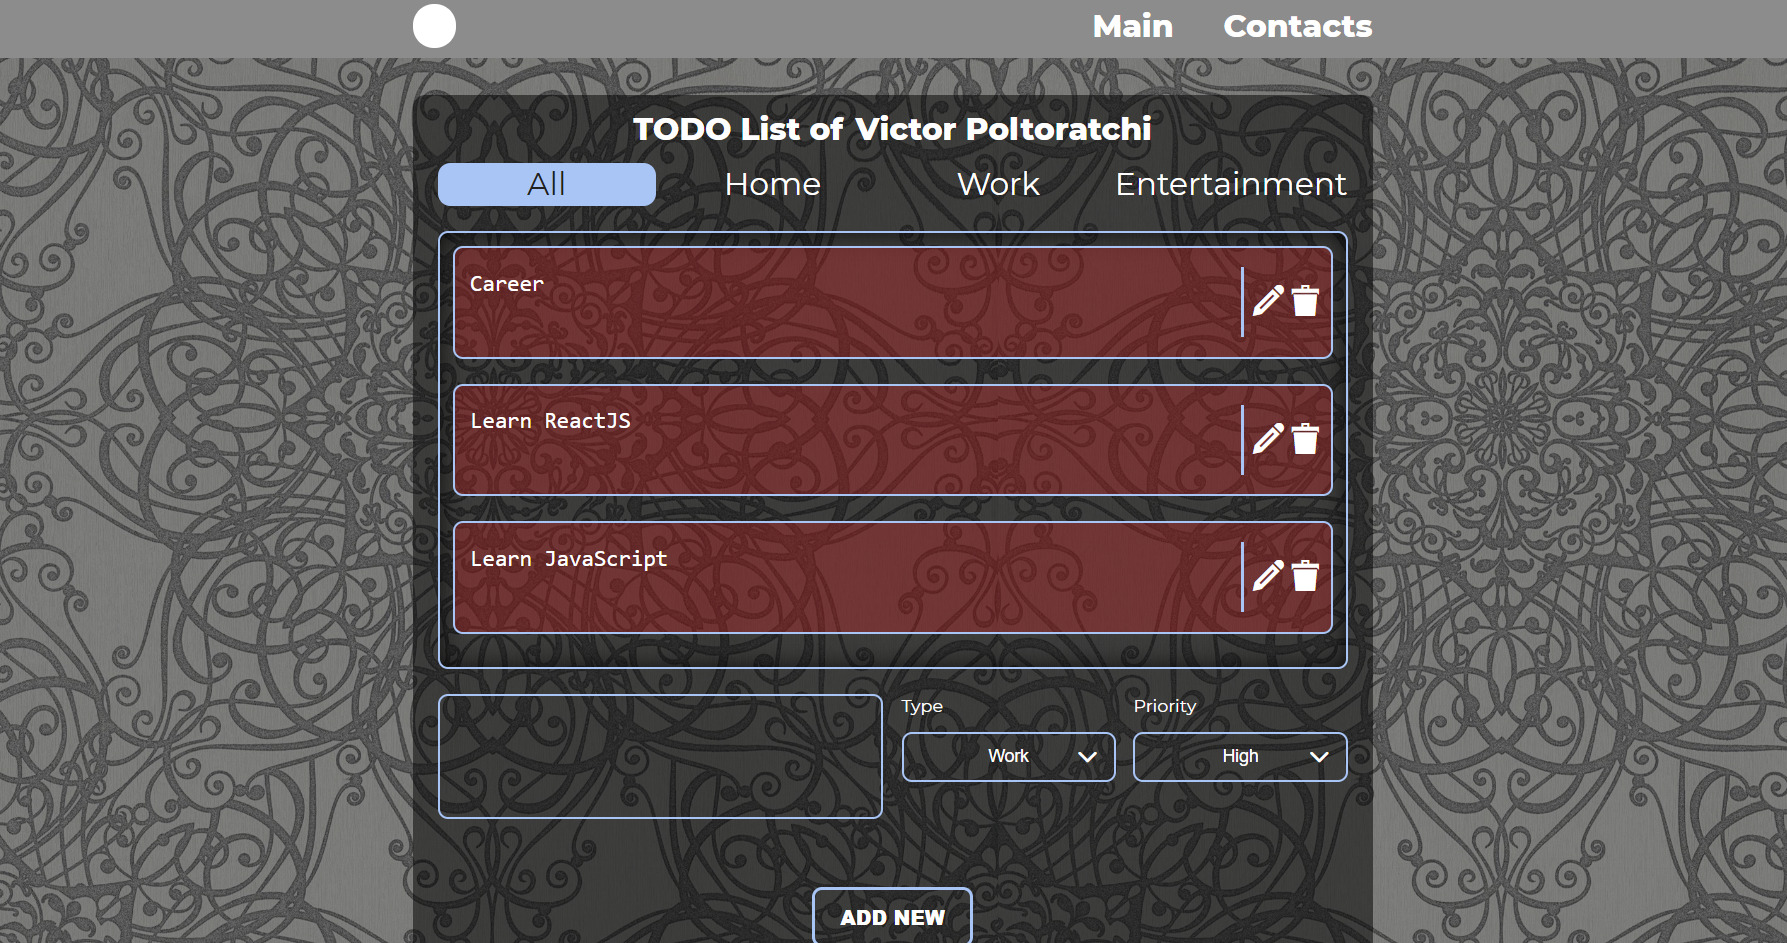 Main Contacts
TODO List of Victor Poltoratchi
All Home Work Entertainment
Career
Learn ReactJS
Learn JavaScript
Type Priority
Work High
ADD NEW